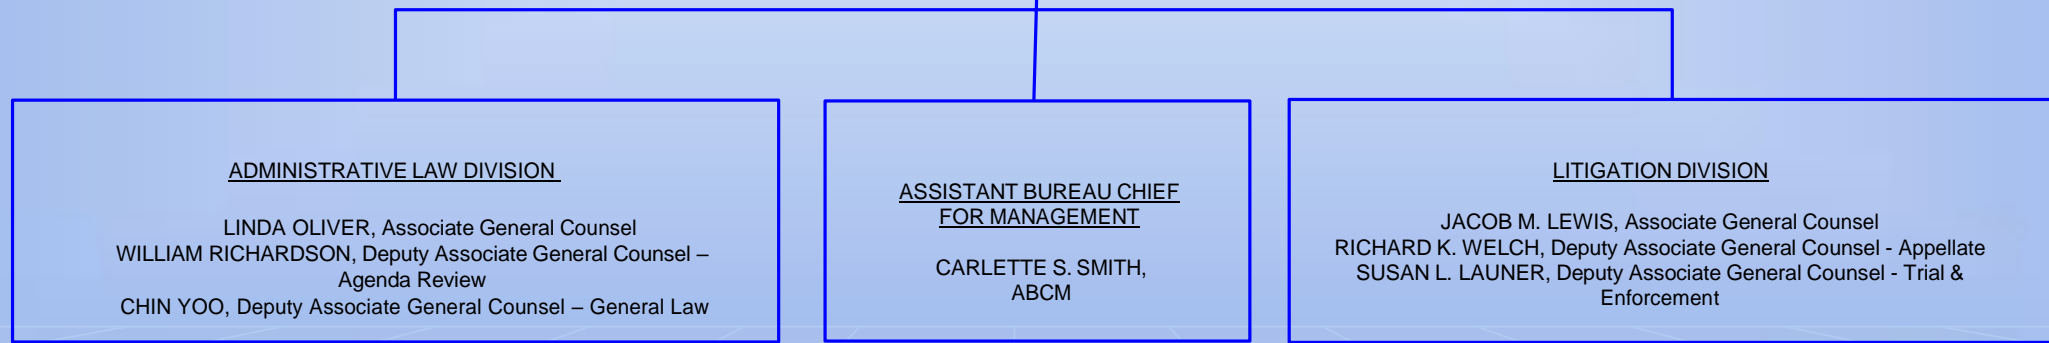 ADMINISTRATIVE LAW DIVISION
LINDA OLIVER, Associate General Counsel
WILLIAM RICHARDSON, Deputy Associate General Counsel –
Agenda Review
CHIN YOO, Deputy Associate General Counsel – General Law
ASSISTANT BUREAU CHIEF
FOR MANAGEMENT
CARLETTE S. SMITH,
ABCM
LITIGATION DIVISION
JACOB M. LEWIS, Associate General Counsel
RICHARD K. WELCH, Deputy Associate General Counsel - Appellate
SUSAN L. LAUNER, Deputy Associate General Counsel - Trial &
Enforcement